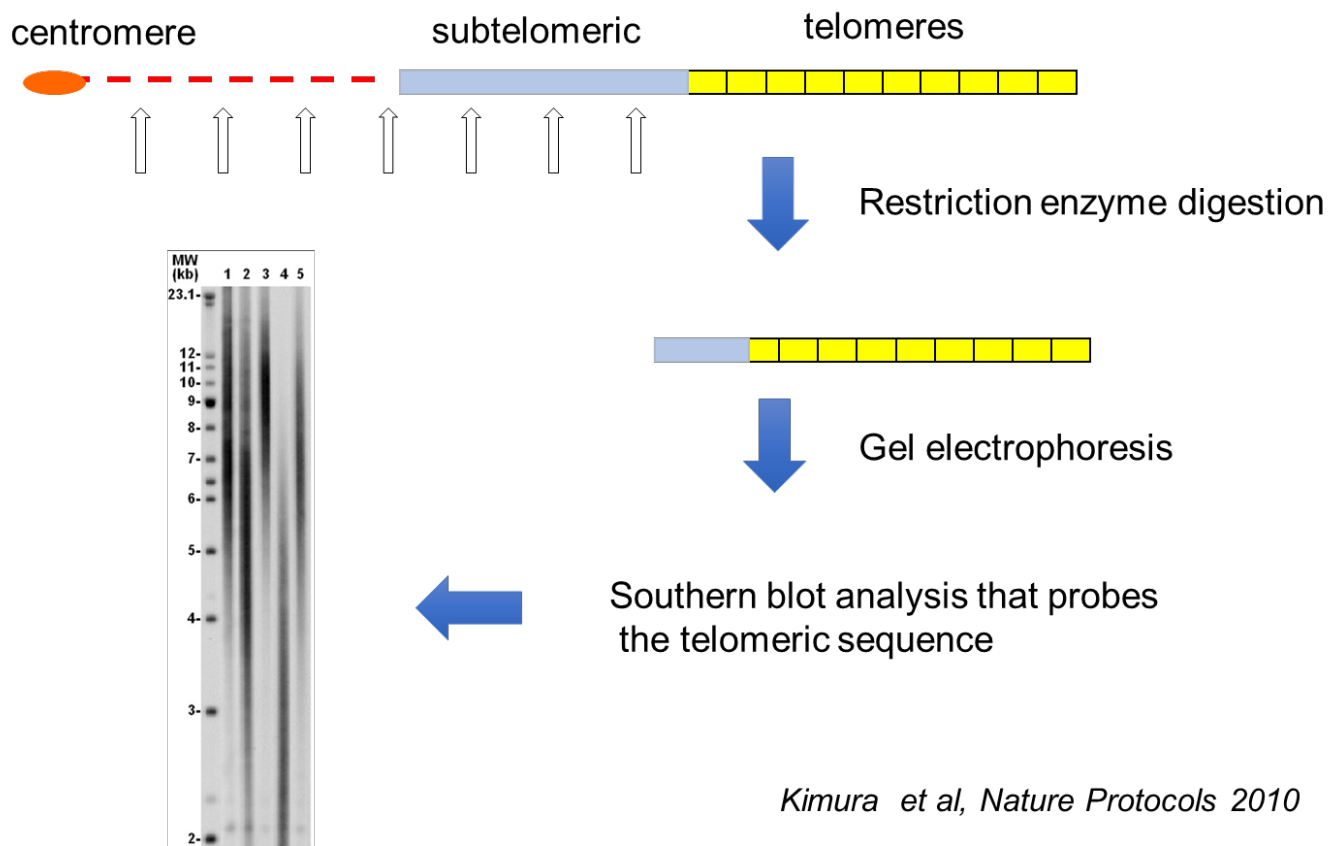 centromere
subtelomeric
telomeres
Restriction enzyme digestion
MW
(kb) 1 2 3 4 5
23.1-
12-
11-
10-
9-
8-
7-
6-
5-
4-
3-
2-
Gel electrophoresis
Southern blot analysis that probes
the telomeric sequence
Kimura et al, Nature Protocols 2010